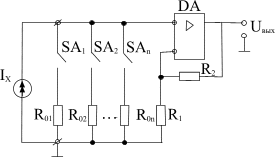 DA
SA1
SA2
SAn
Uвых
IX
R2
R01
R02
...
R0n
R1